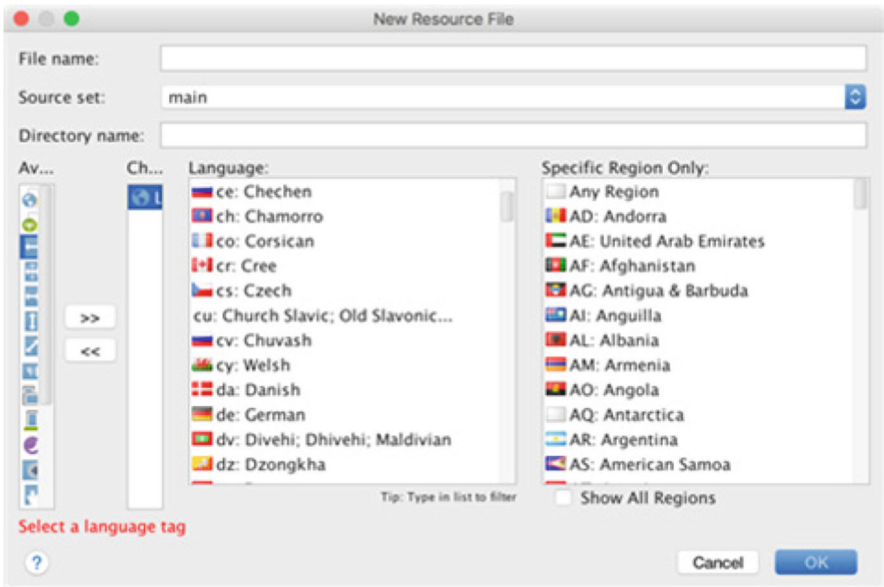 New Resource File
File name:
Source set: main
Directory name:
Av...
Ch...
L
>>
<<
Language:
ce: Chechen
ch: Chamorro
co: Corsican
cr: Cree
cs: Czech
cu: Church Slavic; Old Slavonic...
cv: Chuvash
cy: Welsh
da: Danish
de: German
dv: Divehi; Dhivehi; Maldivian
dz: Dzongkha
Tip: Type in list to filter
Specific Region Only:
Any Region
AD: Andorra
AE: United Arab Emirates
AF: Afghanistan
AG: Antigua & Barbuda
AI: Anguilla
AL: Albania
AM: Armenia
AO: Angola
AQ: Antarctica
AR: Argentina
AS: American Samoa
Show All Regions
Select a language tag
?
Cancel
OK